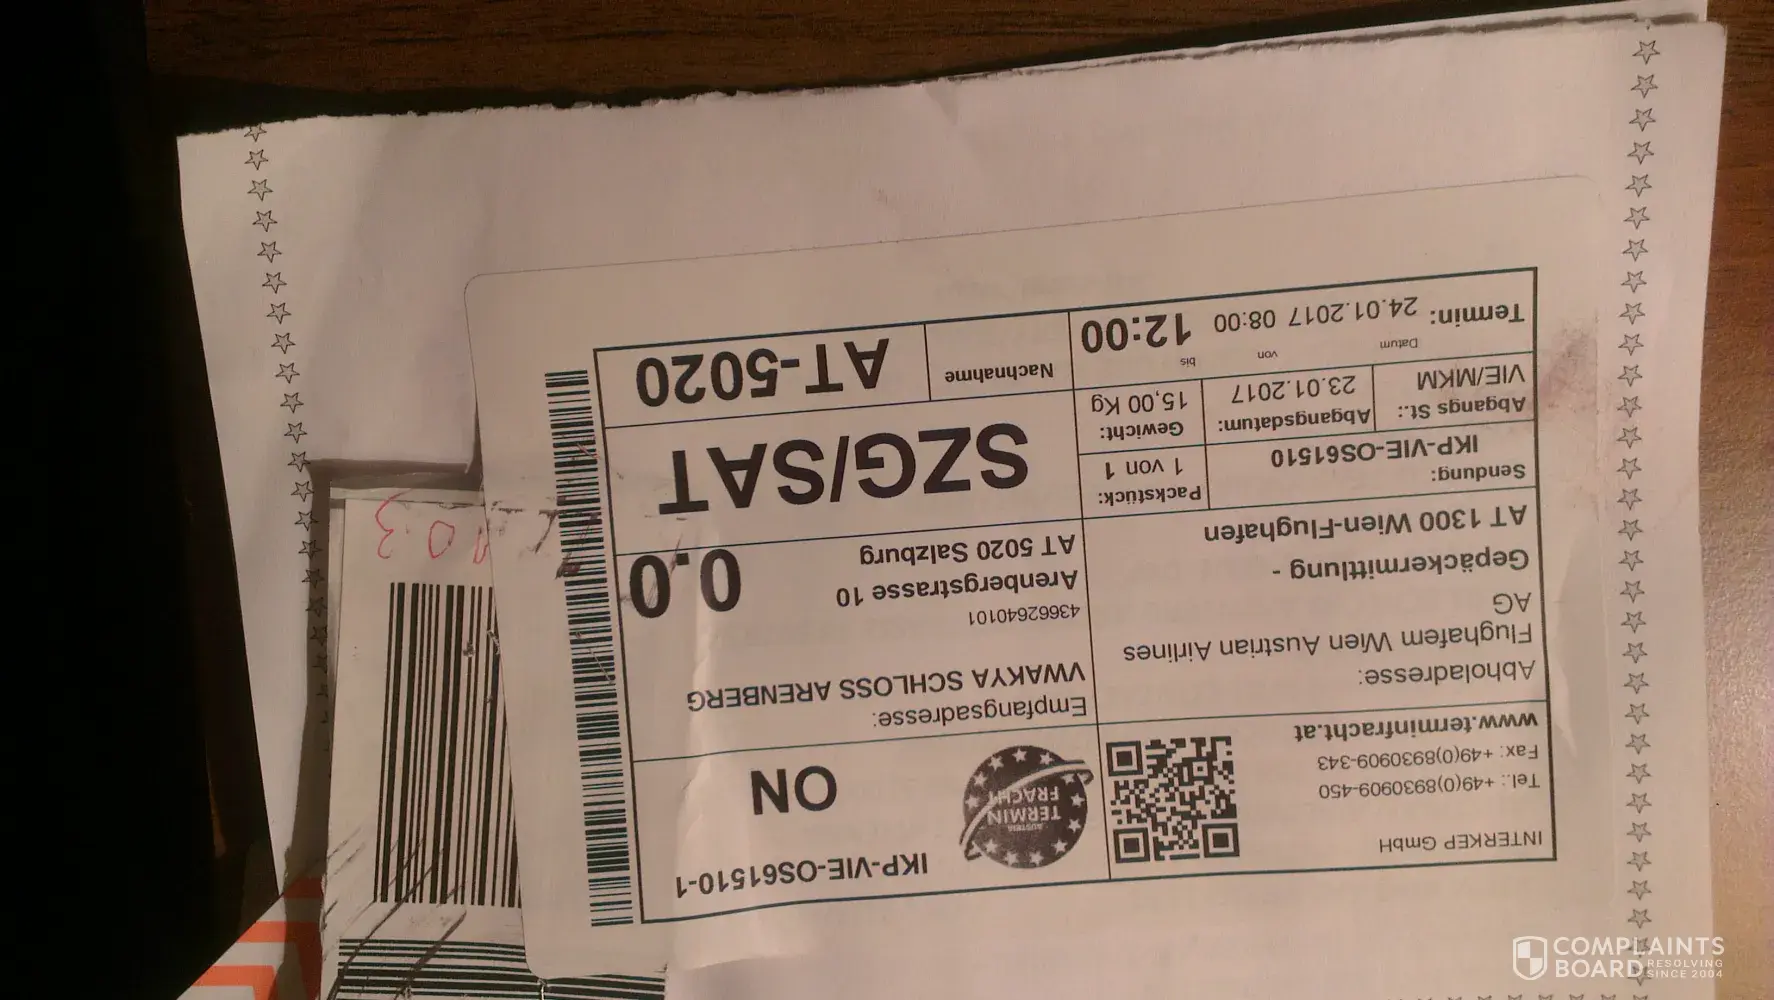 INTERKEP GmbH
Tel.: +49(0)8930909-450
Fax: +49(0)8930909-343
www.terminfracht.at
AUSTRIA
TERMIN
FRACHT
IKP-VIE-OS61510-1
ON
Abholadresse:
Flughafem Wien Austrian Airlines
AG
Gepäckermittlung -
AT 1300 Wien-Flughafen
Empfangsadresse:
VWAKYA SCHLOSS ARENBERG
43662640101
Arenbergstrasse 10
AT 5020 Salzburg
0.0
Sendung:
IKP-VIE-OS61510
Packstück:
1 von 1
Abgangs St.:
VIE/MKM
Abgangsdatum:
23.01.2017
Gewicht:
15,00 Kg
SZG/SAT
Datum von bis
Termin: 24.01.2017 08:00 12:00
Nachnahme
AT-5020
COMPLAINTS
BOARD RESOLVING
SINCE 2004